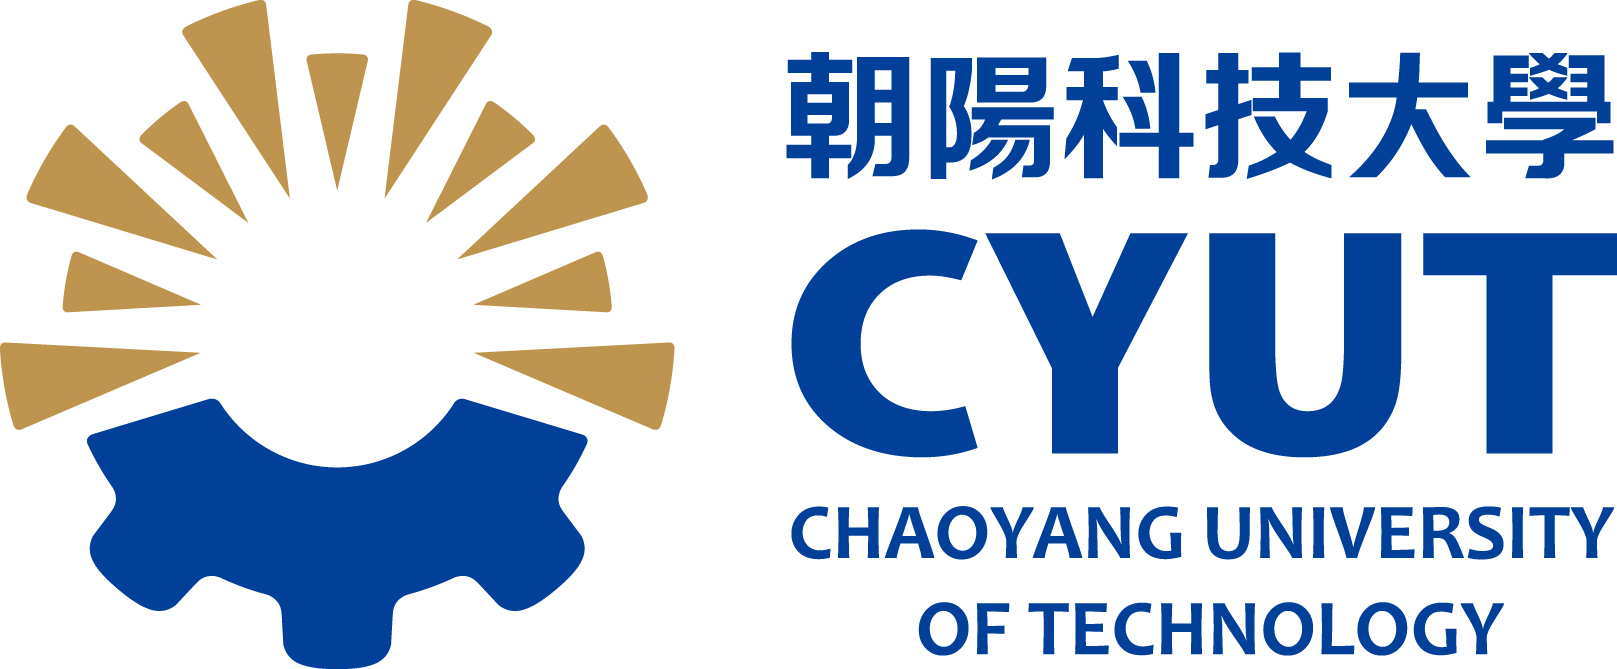 朝陽科技大學
CYUT
CHAOYANG UNIVERSITY
OF TECHNOLOGY